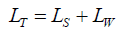 L_T = L_S + L_W